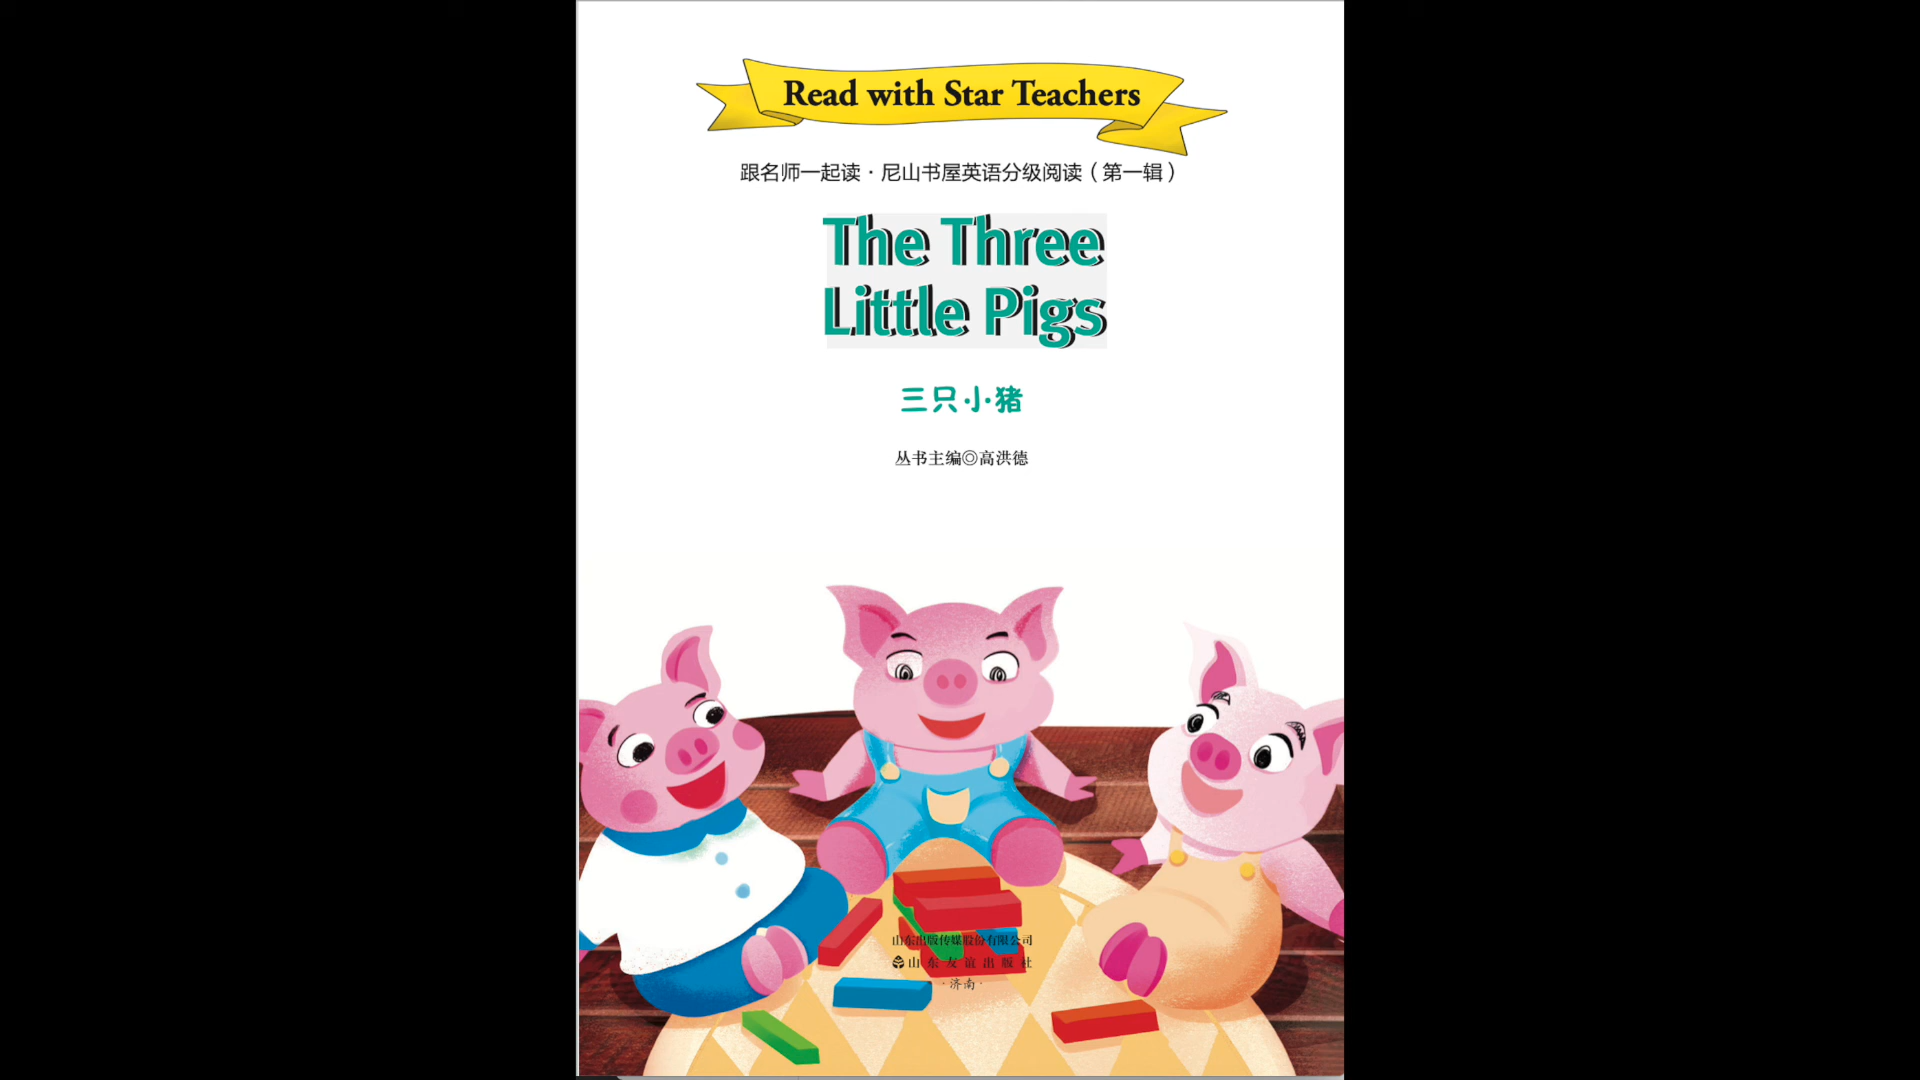 Read with Star Teachers
跟名师一起读·尼山书屋英语分级阅读（第一辑）
The Three
Little Pigs
三只小猪
丛书主编◎高洪德
山东出版传媒股份有限公司
山东友谊出版社
·济南·